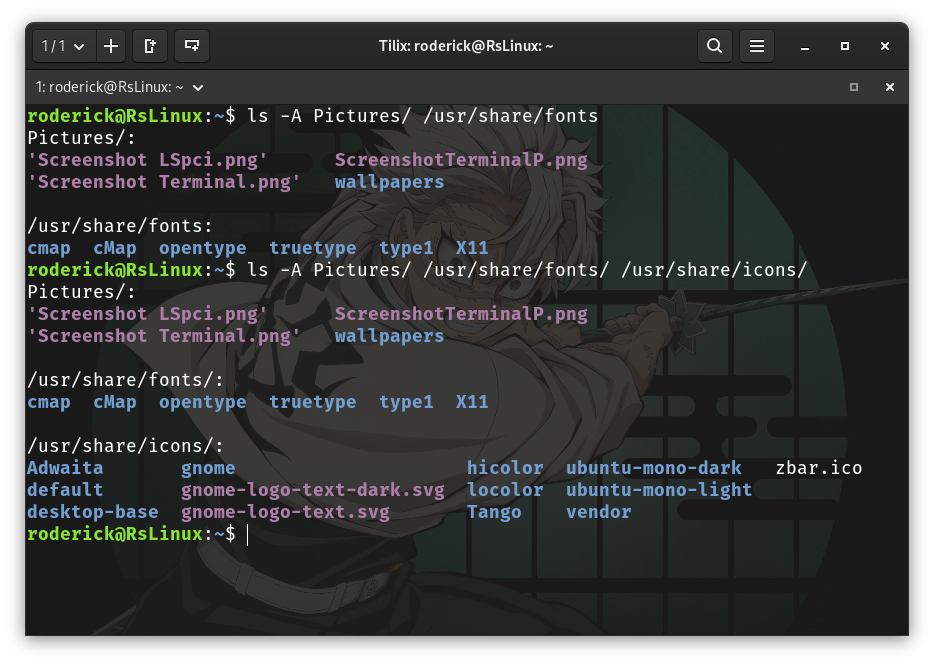 1 / 1
Tilix: roderick@RsLinux: ~
1: roderick@RsLinux: ~
roderick@RsLinux:~$ ls -A Pictures/ /usr/share/fonts
Pictures/:
'Screenshot LSpci.png'      ScreenshotTerminalP.png
'Screenshot Terminal.png'   wallpapers
/usr/share/fonts:
cmap  cMap  opentype  truetype  type1  X11
roderick@RsLinux:~$ ls -A Pictures/ /usr/share/fonts/ /usr/share/icons/
Pictures/:
'Screenshot LSpci.png'      ScreenshotTerminalP.png
'Screenshot Terminal.png'   wallpapers
/usr/share/fonts/:
cmap  cMap  opentype  truetype  type1  X11
/usr/share/icons/:
Adwaita       gnome                     hicolor  ubuntu-mono-dark   zbar.ico
default       gnome-logo-text-dark.svg  locolor  ubuntu-mono-light
desktop-base  gnome-logo-text.svg       Tango    vendor
roderick@RsLinux:~$